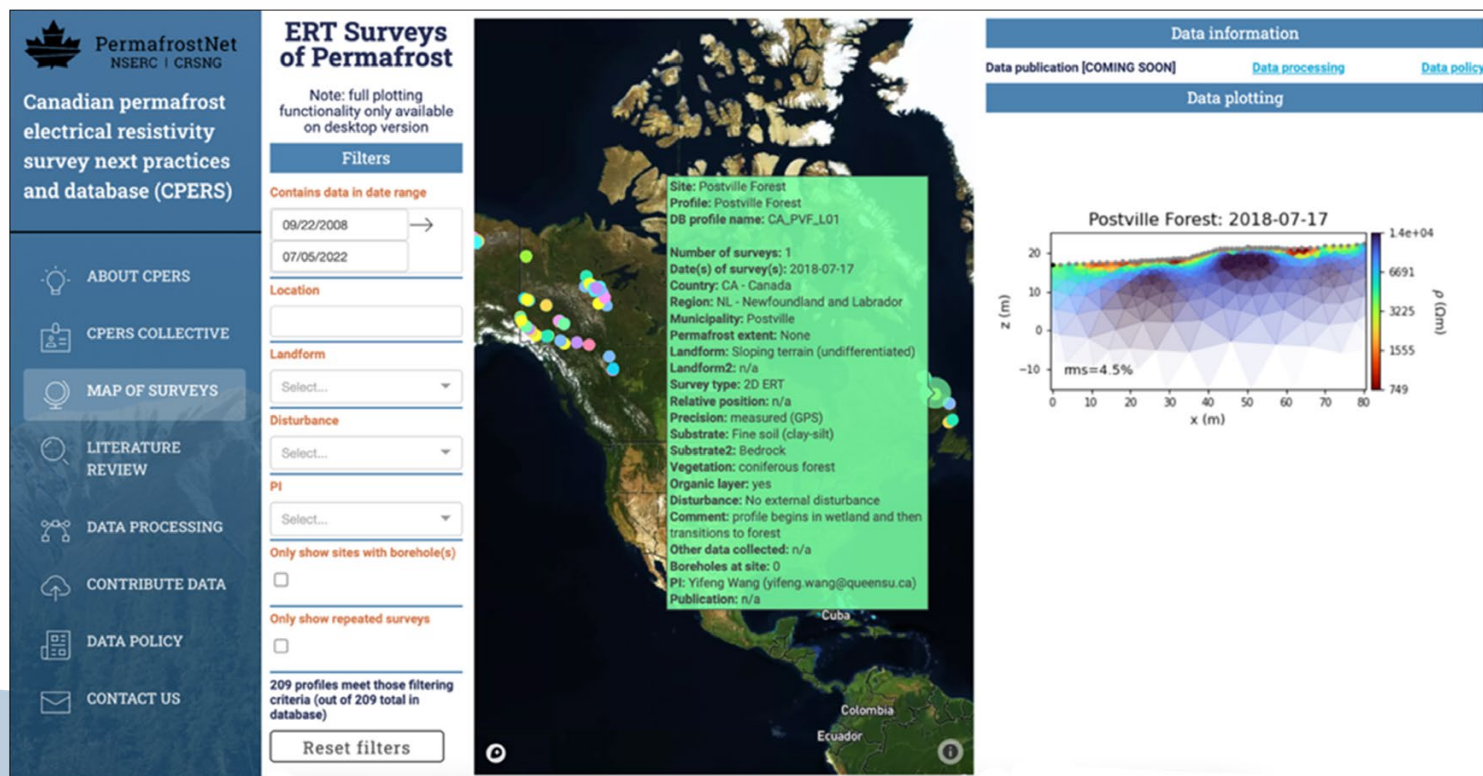 PermafrostNet
NSERC | CRSNG
Canadian permafrost
electrical resistivity
survey next practices
and database (CPERS)
ABOUT CPERS
CPERS COLLECTIVE
MAP OF SURVEYS
LITERATURE
REVIEW
DATA PROCESSING
CONTRIBUTE DATA
DATA POLICY
CONTACT US
ERT Surveys
of Permafrost
Note: full plotting
functionality only available
on desktop version
Filters
Contains data in date range
09/22/2008
07/05/2022
Location
Landform
Select...
Disturbance
Select...
PI
Select...
Only show sites with borehole(s)
Only show repeated surveys
209 profiles meet those filtering
criteria (out of 209 total in
database)
Reset filters
Site: Postville Forest
Profile: Postville Forest
DB profile name: CA_PVF_L01
Number of surveys: 1
Date(s) of survey(s): 2018-07-17
Country: CA - Canada
Region: NL - Newfoundland and Labrador
Municipality: Postville
Permafrost extent: None
Landform: Sloping terrain (undifferentiated)
Landform2: n/a
Survey type: 2D ERT
Relative position: n/a
Precision: measured (GPS)
Substrate: Fine soil (clay-silt)
Substrate2: Bedrock
Vegetation: coniferous forest
Organic layer: yes
Disturbance: No external disturbance
Comment: profile begins in wetland and then
transitions to forest
Other data collected: n/a
Boreholes at site: 0
PI: Yifeng Wang (yifeng.wang@queensu.ca)
Publication: n/a
Cuba
Colombia
Ecuador
Data information
Data publication [COMING SOON] Data processing Data policy
Data plotting
Postville Forest: 2018-07-17
z (m)
20
10
0
−10
rms=4.5%
0 10 20 30 40 50 60 70 80
x (m)
1.4e+04
6691
3225
1555
749
ρ (Ωm)